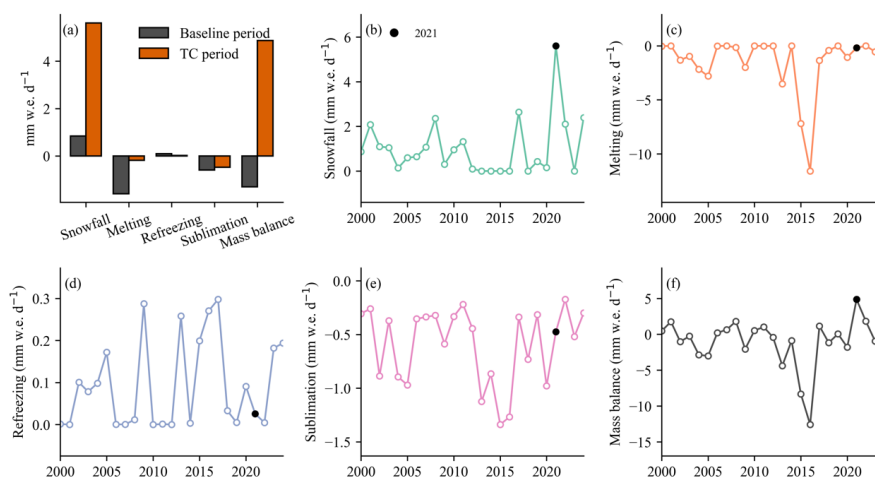 (a)
Baseline period
TC period
mm w.e. d⁻¹
4
2
0
Snowfall
Melting
Refreezing
Sublimation
Mass balance
(b)
2021
Snowfall (mm w.e. d⁻¹)
6
4
2
0
2000
2005
2010
2015
2020
(c)
Melting (mm w.e. d⁻¹)
0
−5
−10
2000
2005
2010
2015
2020
(d)
Refreezing (mm w.e. d⁻¹)
0.3
0.2
0.1
0.0
2000
2005
2010
2015
2020
(e)
Sublimation (mm w.e. d⁻¹)
0.0
−0.5
−1.0
−1.5
2000
2005
2010
2015
2020
(f)
Mass balance (mm w.e. d⁻¹)
5
0
−5
−10
−15
2000
2005
2010
2015
2020